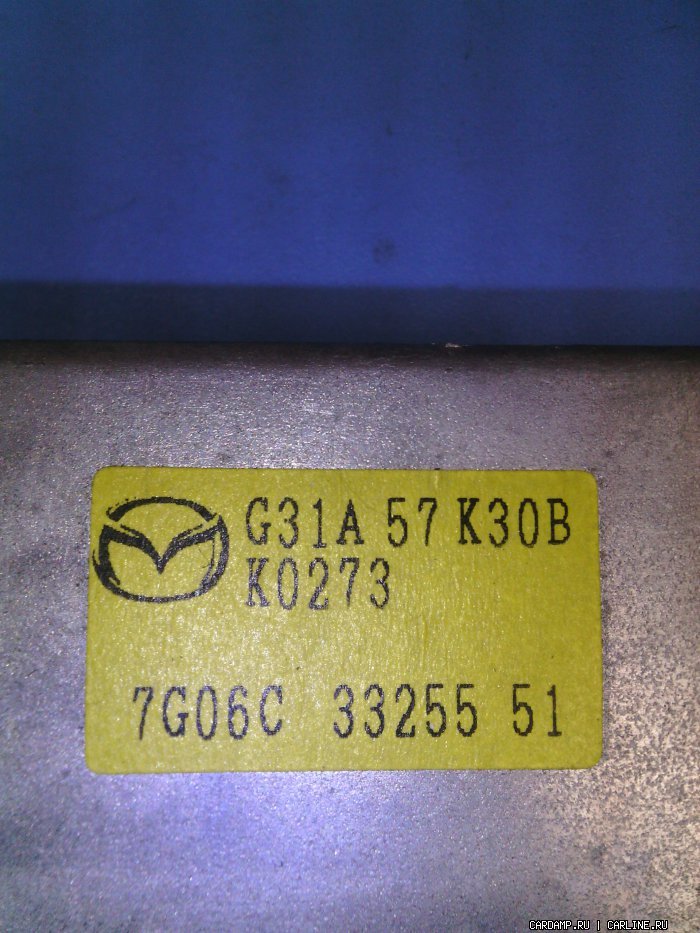 G31A 57 K30B
K0273
7G06C 33255 51
CARDAMP.RU | CARLINE.RU